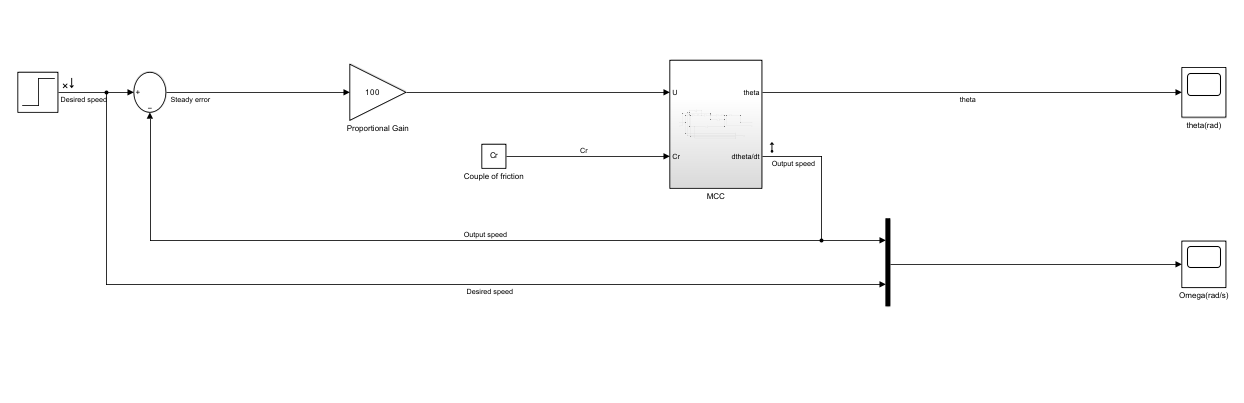 Desired speed
+
−
Steady error
100
Proportional Gain
U
theta
theta
theta(rad)
Cr
Couple of friction
Cr
Cr
dtheta/dt
Output speed
MCC
Output speed
Desired speed
Omega(rad/s)